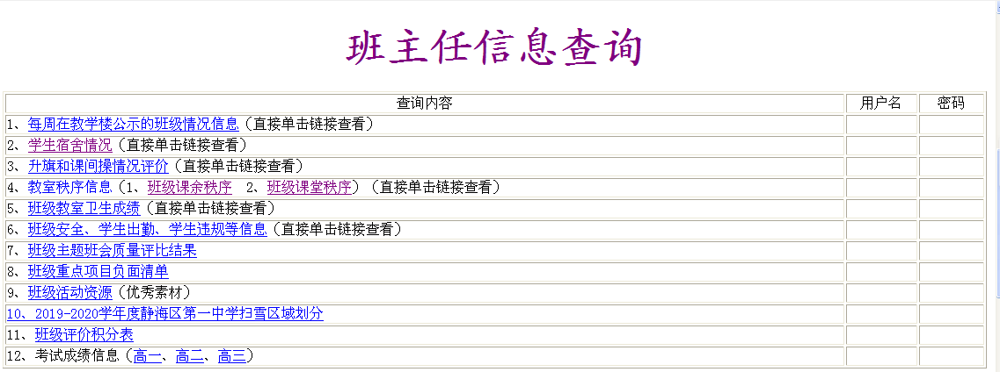 班主任信息查询
查询内容 用户名 密码
1、每周在教学楼公示的班级情况信息（直接单击链接查看）
2、学生宿舍情况（直接单击链接查看）
3、升旗和课间操情况评价（直接单击链接查看）
4、教室秩序信息（1、班级课余秩序 2、班级课堂秩序）（直接单击链接查看）
5、班级教室卫生成绩（直接单击链接查看）
6、班级安全、学生出勤、学生违规等信息（直接单击链接查看）
7、班级主题班会质量评比结果
8、班级重点项目负面清单
9、班级活动资源（优秀素材）
10、2019-2020学年度静海区第一中学扫雪区域划分
11、班级评价积分表
12、考试成绩信息（高一、高二、高三）